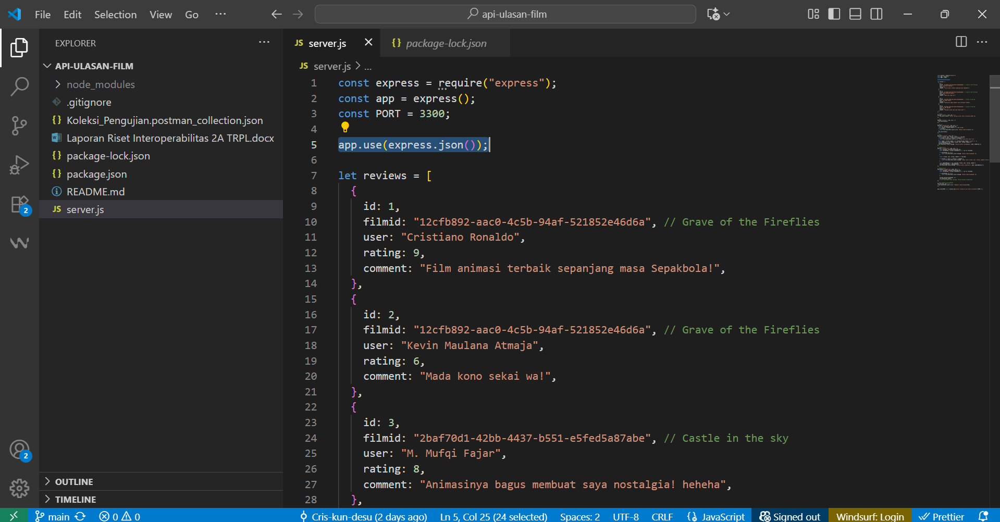 File Edit Selection View Go ... api-ulasan-film
EXPLORER ...
API-ULASAN-FILM
node_modules
.gitignore
{} Koleksi_Pengujian.postman_collection.json
Laporan Riset Interoperabilitas 2A TRPL.docx
{} package-lock.json
{} package.json
README.md
JS server.js
2
2
OUTLINE
TIMELINE
JS server.js {} package-lock.json ...
JS server.js > ...
1 const express = require("express");
2 const app = express();
3 const PORT = 3300;
4
5 app.use(express.json());
6
7 let reviews = [
8 {
9 id: 1,
10 filmid: "12cfb892-aac0-4c5b-94af-521852e46d6a", // Grave of the Fireflies
11 user: "Cristiano Ronaldo",
12 rating: 9,
13 comment: "Film animasi terbaik sepanjang masa Sepakbola!",
14 },
15 {
16 id: 2,
17 filmid: "12cfb892-aac0-4c5b-94af-521852e46d6a", // Grave of the Fireflies
18 user: "Kevin Maulana Atmaja",
19 rating: 6,
20 comment: "Mada kono sekai wa!",
21 },
22 {
23 id: 3,
24 filmid: "2baf70d1-42bb-4437-b551-e5fed5a87abe", // Castle in the sky
25 user: "M. Mufqi Fajar",
26 rating: 8,
27 comment: "Animasinya bagus membuat saya nostalgia! heheha",
28 },
main 0 0 Cris-kun-desu (2 days ago) Ln 5, Col 25 (24 selected) Spaces: 2 UTF-8 CRLF {} JavaScript Signed out Windsurf: Login Prettier